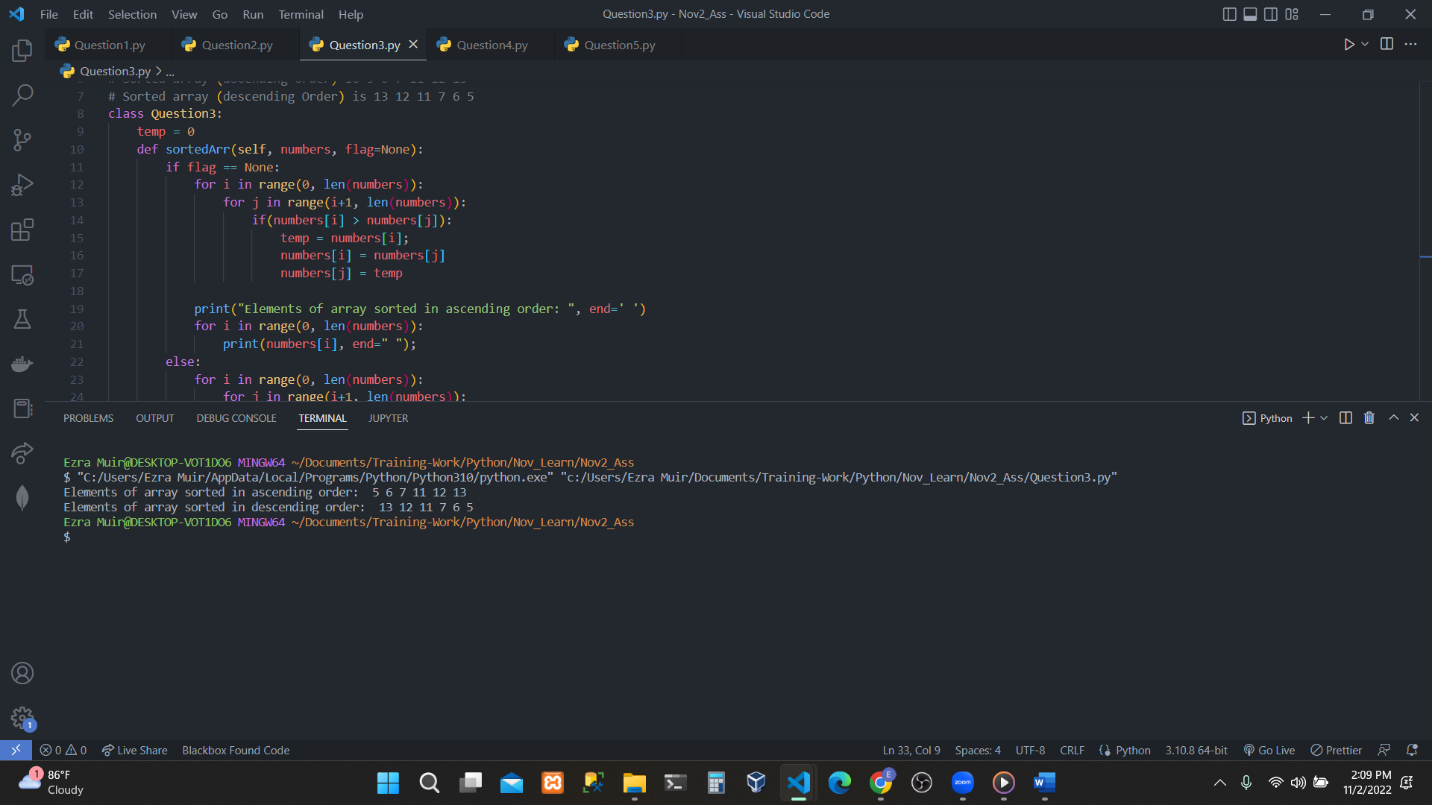 File Edit Selection View Go Run Terminal Help
Question3.py - Nov2_Ass - Visual Studio Code
Question1.py Question2.py Question3.py Question4.py Question5.py
Question3.py > ...
7 # Sorted array (descending Order) is 13 12 11 7 6 5
8 class Question3:
9 temp = 0
10 def sortedArr(self, numbers, flag=None):
11 if flag == None:
12 for i in range(0, len(numbers)):
13 for j in range(i+1, len(numbers)):
14 if(numbers[i] > numbers[j]):
15 temp = numbers[i];
16 numbers[i] = numbers[j]
17 numbers[j] = temp
18
19 print("Elements of array sorted in ascending order: ", end=' ')
20 for i in range(0, len(numbers)):
21 print(numbers[i], end=" ");
22 else:
23 for i in range(0, len(numbers)):
24 for j in range(i+1, len(numbers)):
PROBLEMS OUTPUT DEBUG CONSOLE TERMINAL JUPYTER
Python
Ezra Muir@DESKTOP-VOT1DO6 MINGW64 ~/Documents/Training-Work/Python/Nov_Learn/Nov2_Ass
$ "C:/Users/Ezra Muir/AppData/Local/Programs/Python/Python310/python.exe" "c:/Users/Ezra Muir/Documents/Training-Work/Python/Nov_Learn/Nov2_Ass/Question3.py"
Elements of array sorted in ascending order:  5 6 7 11 12 13
Elements of array sorted in descending order:  13 12 11 7 6 5
Ezra Muir@DESKTOP-VOT1DO6 MINGW64 ~/Documents/Training-Work/Python/Nov_Learn/Nov2_Ass
$
1
0 0 Live Share Blackbox Found Code
Ln 33, Col 9 Spaces: 4 UTF-8 CRLF Python 3.10.8 64-bit Go Live Prettier
1
86°F
Cloudy
E
zoom
W
2:09 PM
11/2/2022